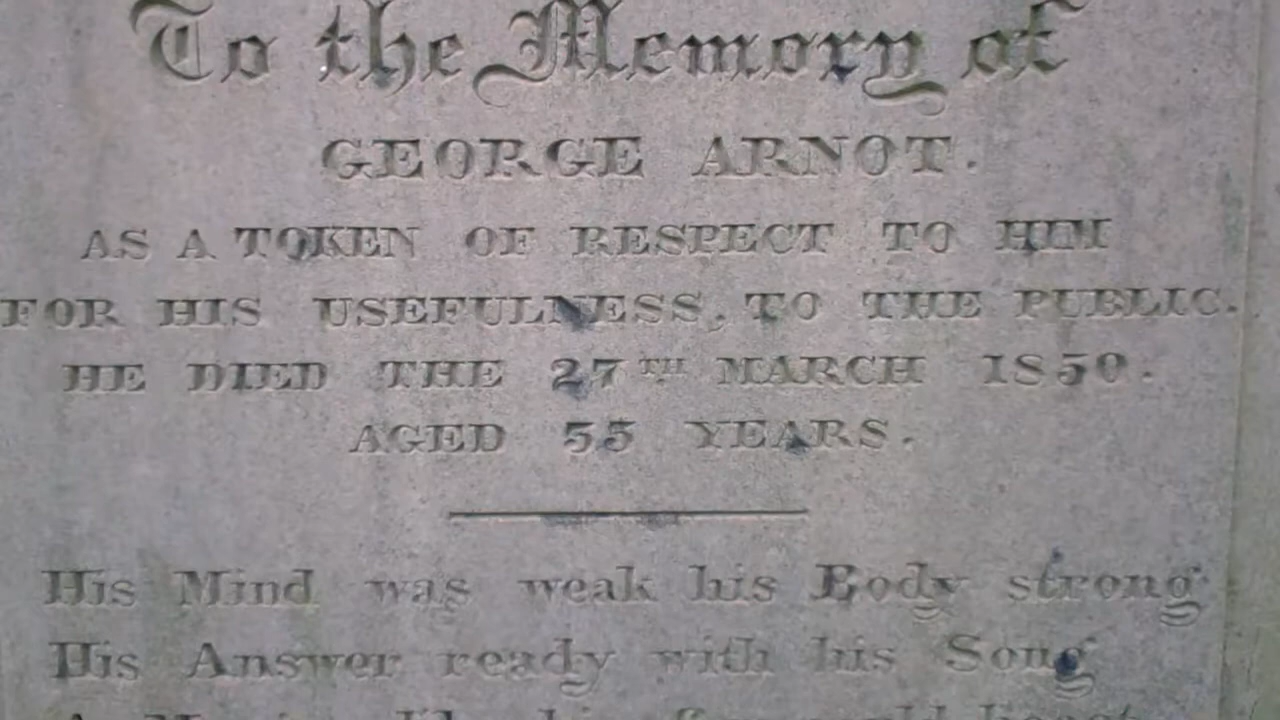 To the Memory of
GEORGE ARNOT.
AS A TOKEN OF RESPECT TO HIM
FOR HIS USEFULNESS, TO THE PUBLIC.
HE DIED THE 27TH MARCH 1850.
AGED 55 YEARS.
His Mind was weak his Body strong
His Answer ready with his Song
A like his